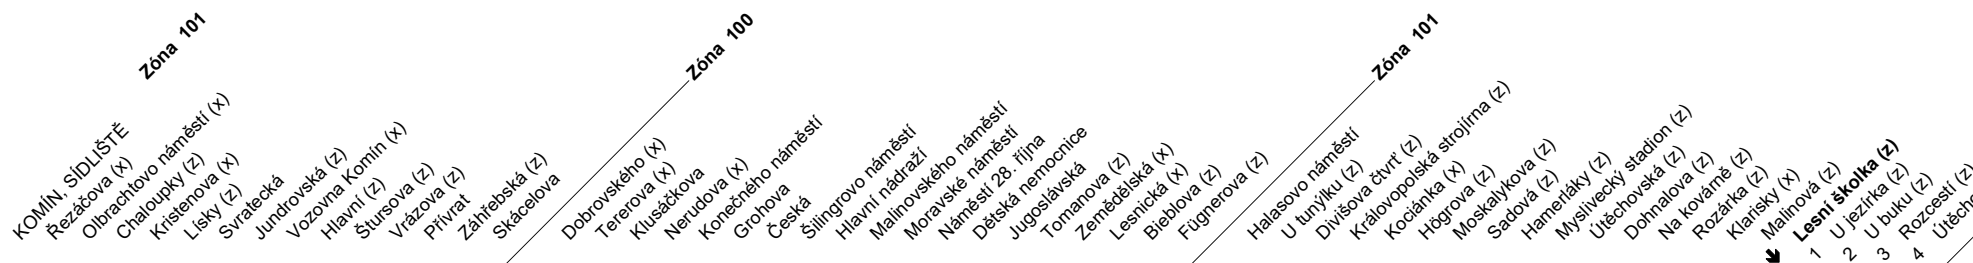 Zóna 101
KOMÍN, SÍDLIŠTĚ
Řezáčova (x)
Olbrachtovo náměstí (x)
Chaloupky (z)
Kristenova (x)
Lísky (z)
Svratecká
Jundrovská (z)
Vozovna Komín (x)
Hlavní (z)
Štursova (z)
Vrázova (z)
Přívrat
Záhřebská (z)
Skácelova
Zóna 100
Dobrovského (x)
Tererova (x)
Klusáčkova
Nerudova (x)
Konečného náměstí
Grohova
Česká
Šilingrovo náměstí
Hlavní nádraží
Malinovského náměstí
Moravské náměstí
Náměstí 28. října
Dětská nemocnice
Jugoslávská
Tomanova (z)
Zemědělská (x)
Lesnická (x)
Bieblova (z)
Fügnerova (z)
Zóna 101
Halasovo náměstí
U tunýlku (z)
Divišova čtvrť (z)
Královopolská strojírna (z)
Kociánka (x)
Högrova (z)
Moskalykova (z)
Sadová (z)
Hameriáky (z)
Myslivecký stadion (z)
Útěchovská (z)
Dohnalova (z)
Na kovárně (z)
Rozárka (z)
Klarisky (x)
Malinová (z)
Lesní školka (z)
1 U jezírka (z)
2 U buku (z)
3 Rozcestí (z)
4